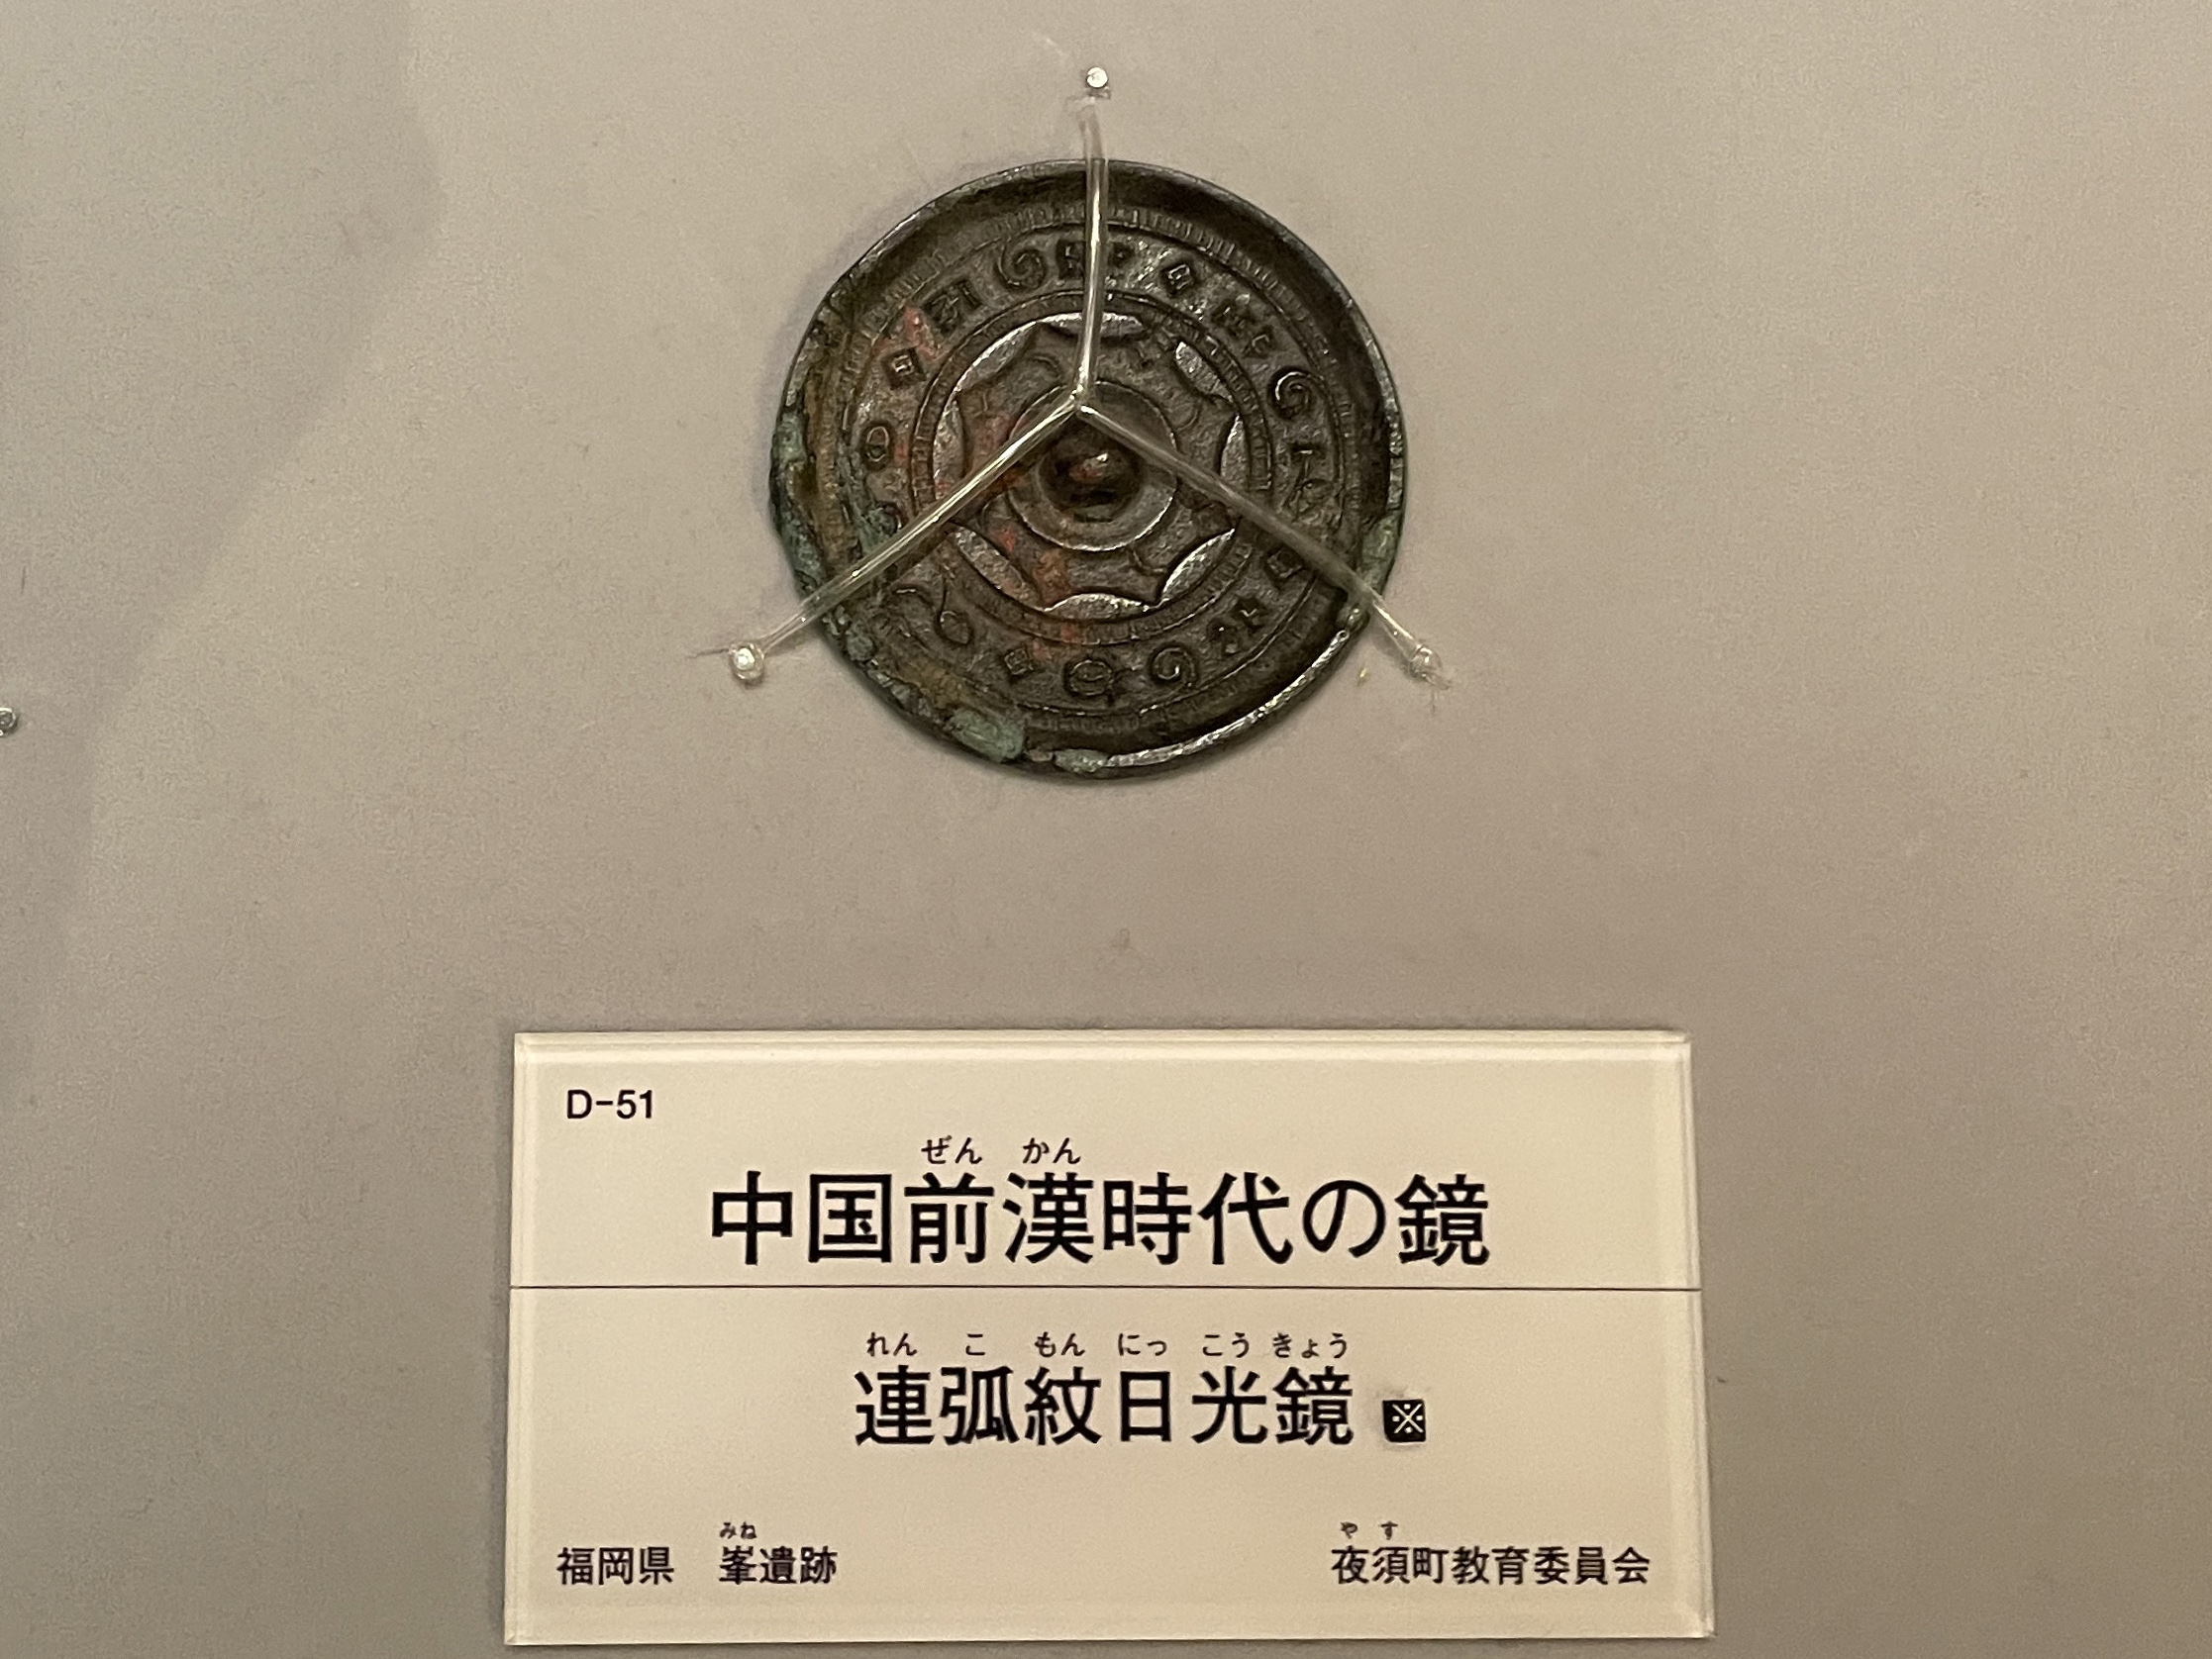 D-51
ぜん かん
中国前漢時代の鏡
れん こ もん にっ こう きょう
連弧紋日光鏡 ※
みね
福岡県 峯遺跡
や す
夜須町教育委員会